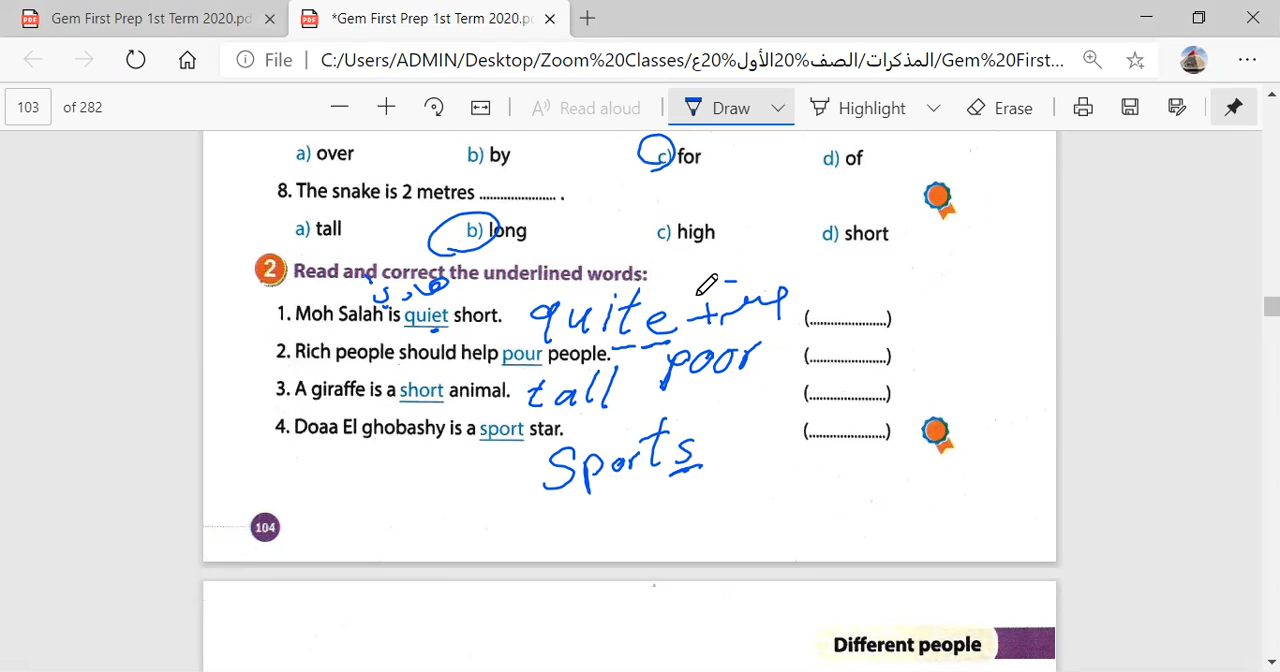 Gem First Prep 1st Term 2020.pd
*Gem First Prep 1st Term 2020.pc
File C:/Users/ADMIN/Desktop/Zoom%20Classes/المذكرات/الصف%20الأول%20ع/Gem%20First...
103 of 282 Read aloud Draw Highlight Erase
a) over b) by c) for d) of
8. The snake is 2 metres .................... .
a) tall b) long c) high d) short
2 Read and correct the underlined words:
هادئ
1. Moh Salah is quiet short. quite (....................)
2. Rich people should help pour people. poor (....................)
3. A giraffe is a short animal. tall (....................)
4. Doaa El ghobashy is a sport star. (....................)
Sports
104
Different people